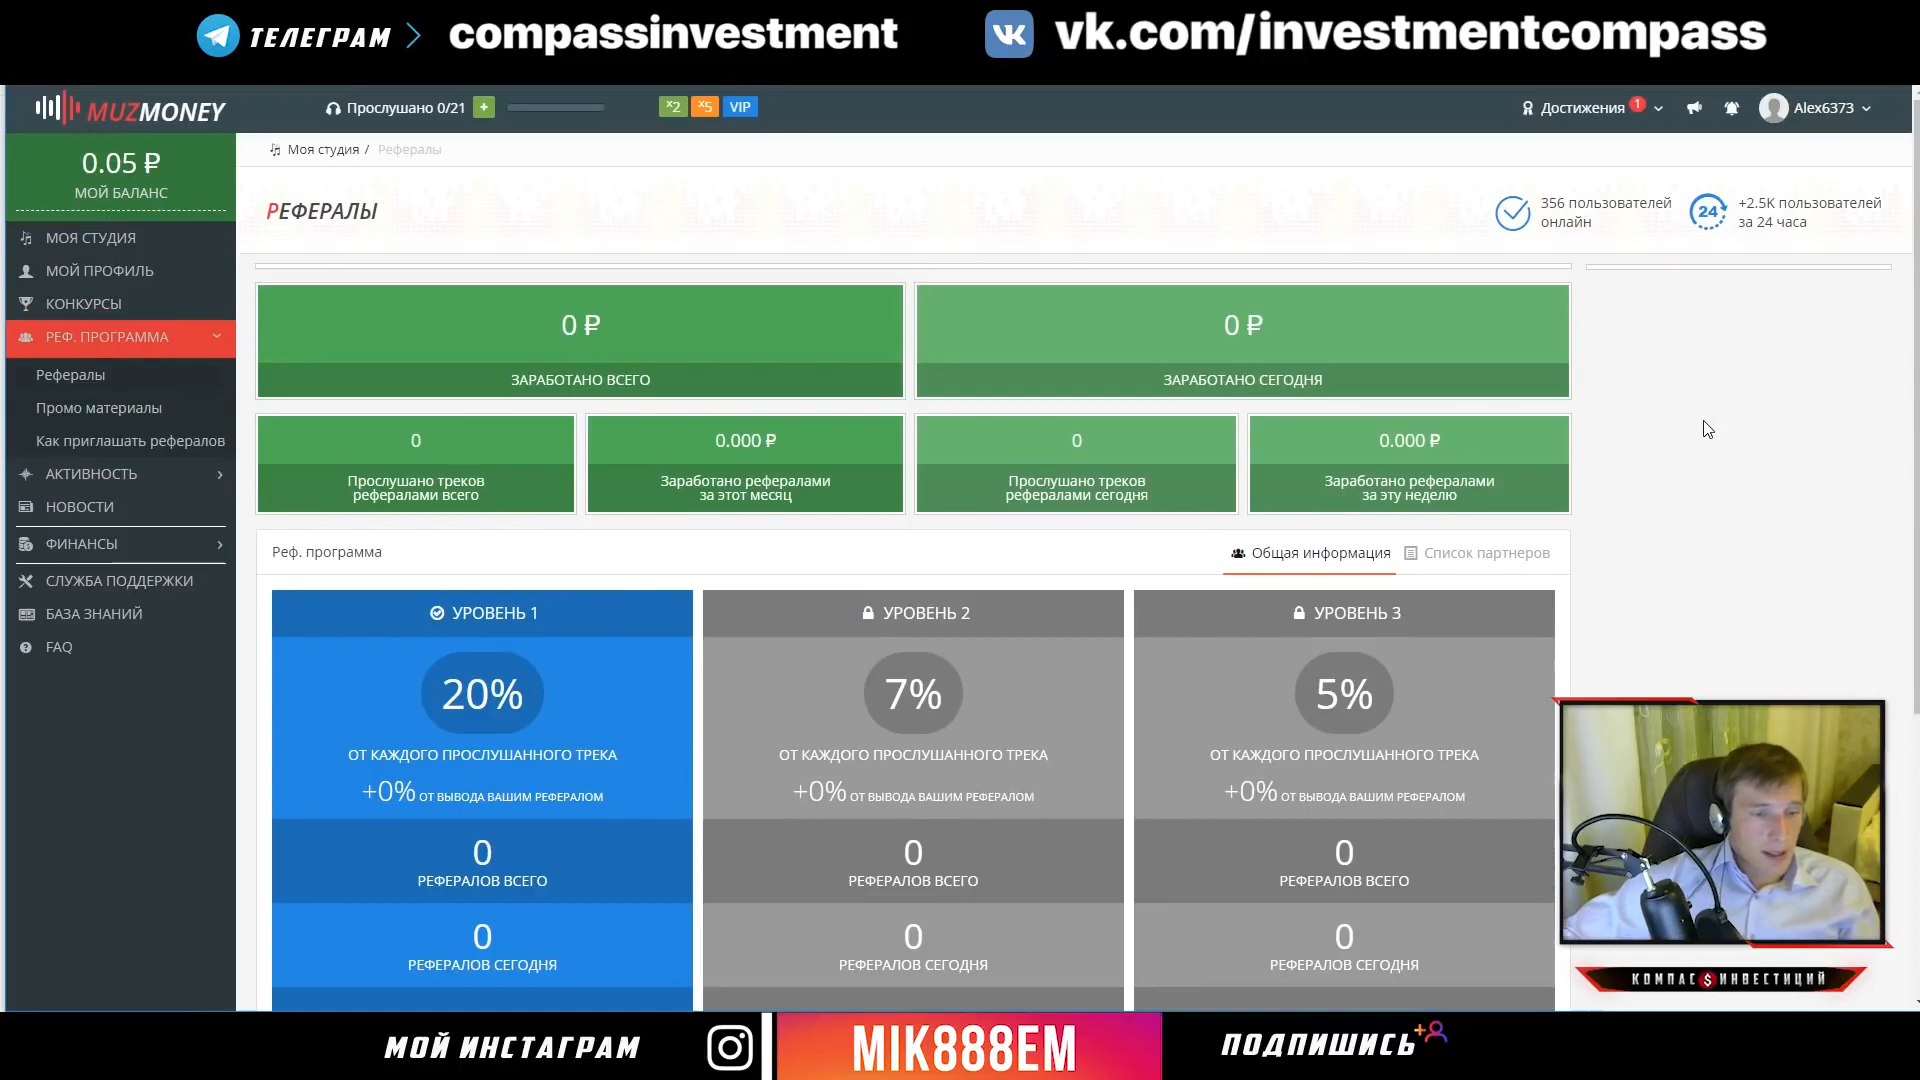 ТЕЛЕГРАМ compassinvestment vk.com/investmentcompass
MUZMONEY Прослушано 0/21 + x2 x5 VIP Достижения 1 Alex6373
0.05 ₽
МОЙ БАЛАНС
МОЯ СТУДИЯ
МОЙ ПРОФИЛЬ
КОНКУРСЫ
РЕФ. ПРОГРАММА
Рефералы
Промо материалы
Как приглашать рефералов
АКТИВНОСТЬ
НОВОСТИ
ФИНАНСЫ
СЛУЖБА ПОДДЕРЖКИ
БАЗА ЗНАНИЙ
FAQ
Моя студия / Рефералы
РЕФЕРАЛЫ
356 пользователей
онлайн
24
+2.5K пользователей
за 24 часа
0 ₽
ЗАРАБОТАНО ВСЕГО
0 ₽
ЗАРАБОТАНО СЕГОДНЯ
0
Прослушано треков
рефералами всего
0.000 ₽
Заработано рефералами
за этот месяц
0
Прослушано треков
рефералами сегодня
0.000 ₽
Заработано рефералами
за эту неделю
Реф. программа
Общая информация Список партнеров
УРОВЕНЬ 1
20%
ОТ КАЖДОГО ПРОСЛУШАННОГО ТРЕКА
+0% ОТ ВЫВОДА ВАШИМ РЕФЕРАЛОМ
0
РЕФЕРАЛОВ ВСЕГО
0
РЕФЕРАЛОВ СЕГОДНЯ
УРОВЕНЬ 2
7%
ОТ КАЖДОГО ПРОСЛУШАННОГО ТРЕКА
+0% ОТ ВЫВОДА ВАШИМ РЕФЕРАЛОМ
0
РЕФЕРАЛОВ ВСЕГО
0
РЕФЕРАЛОВ СЕГОДНЯ
УРОВЕНЬ 3
5%
ОТ КАЖДОГО ПРОСЛУШАННОГО ТРЕКА
+0% ОТ ВЫВОДА ВАШИМ РЕФЕРАЛОМ
0
РЕФЕРАЛОВ ВСЕГО
0
РЕФЕРАЛОВ СЕГОДНЯ
КОМПАС $ ИНВЕСТИЦИЙ
МОЙ ИНСТАГРАМ MIK888EM ПОДПИШИСЬ